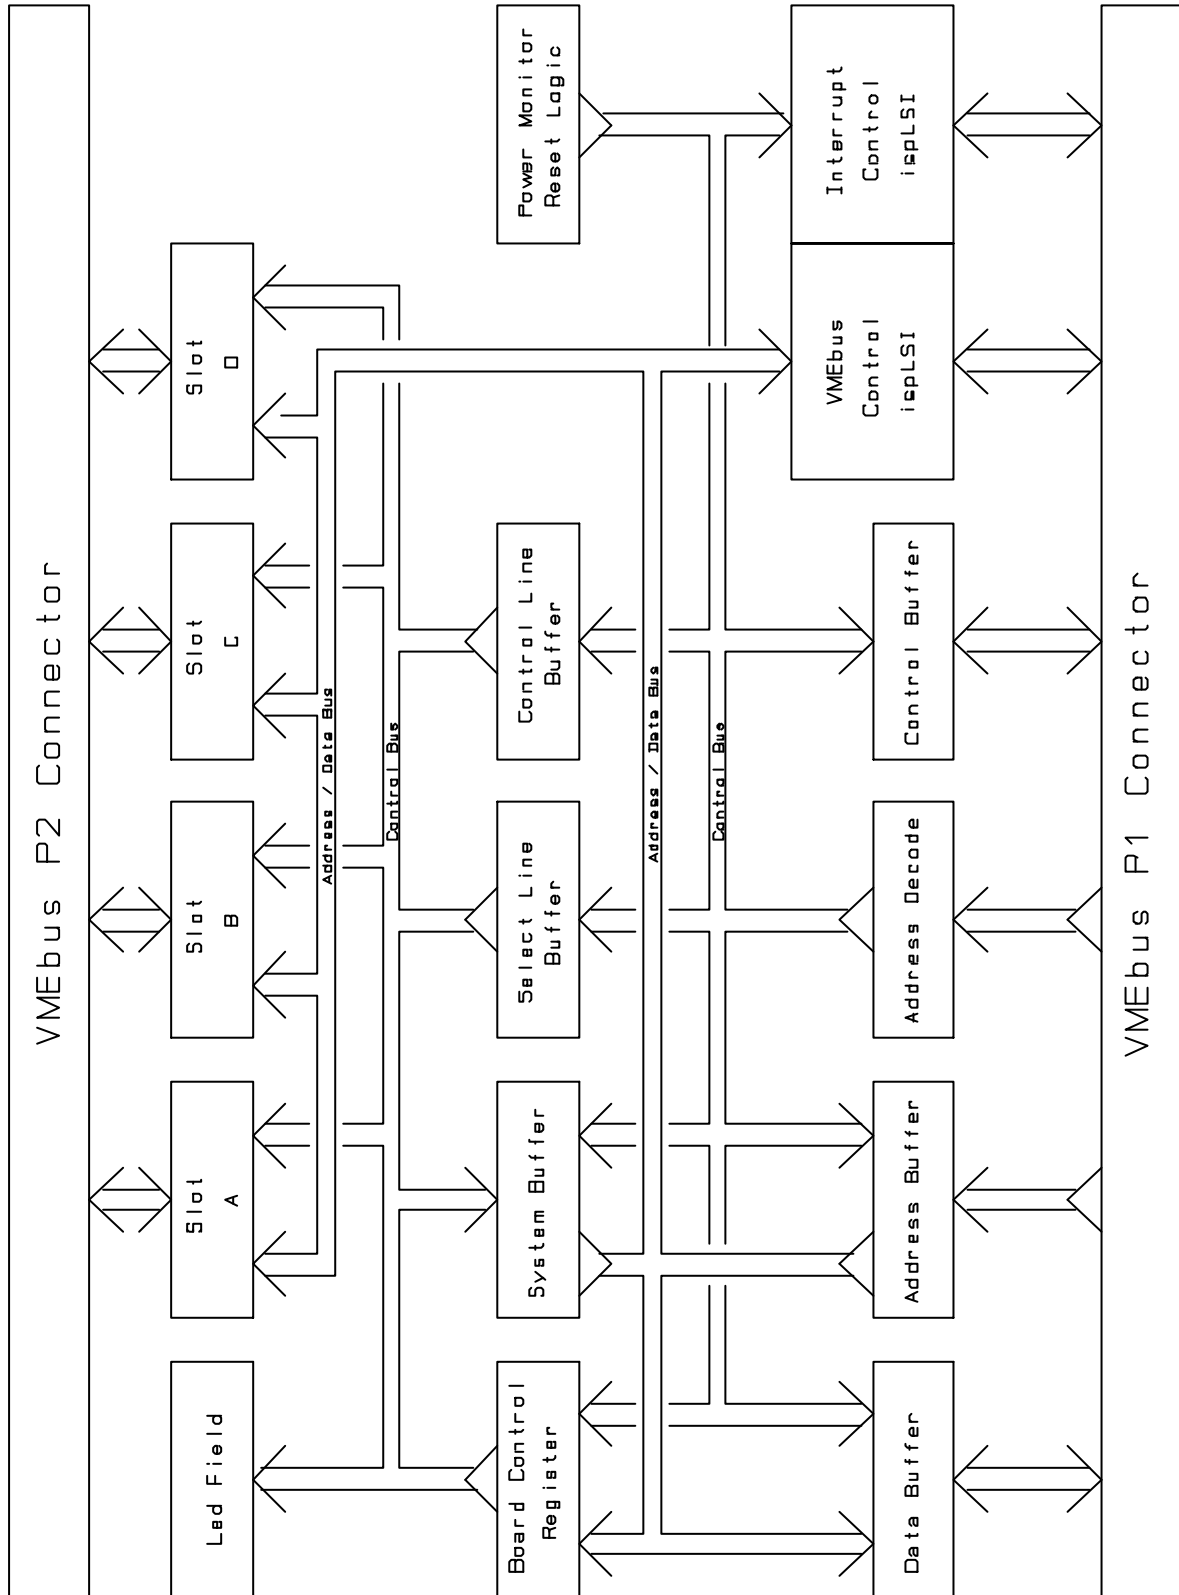 VMEbus P2 Connector
Led Field
Slot
A
Slot
B
Slot
C
Slot
D
Address / Data Bus
Control Bus
Board Control
Register
System Buffer
Select Line
Buffer
Control Line
Buffer
Power Monitor
Reset Logic
Address / Data Bus
Control Bus
Data Buffer
Address Buffer
Address Decode
Control Buffer
VMEbus
Control
ispLSI
Interrupt
Control
ispLSI
VMEbus P1 Connector